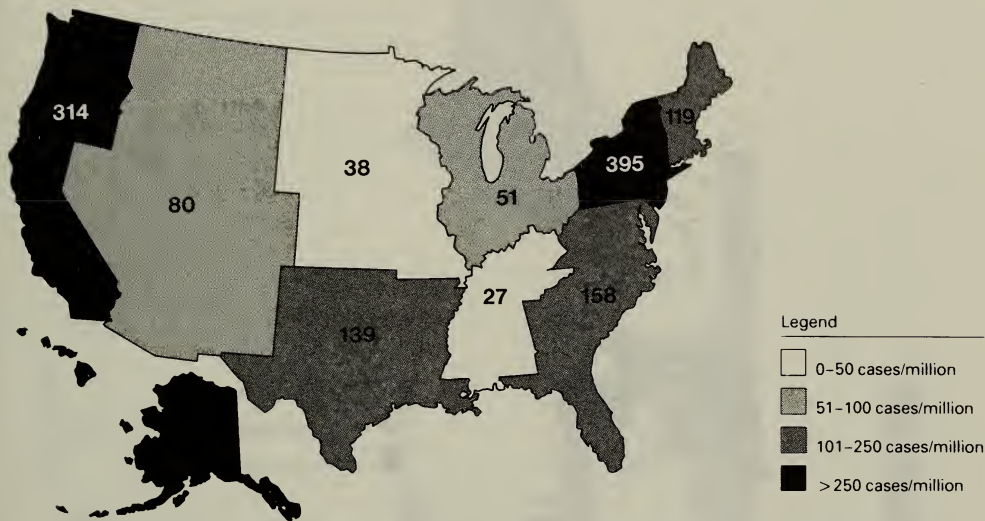 314
119
395
38
80
51
27
158
139
Legend
0–50 cases/million
51–100 cases/million
101–250 cases/million
>250 cases/million